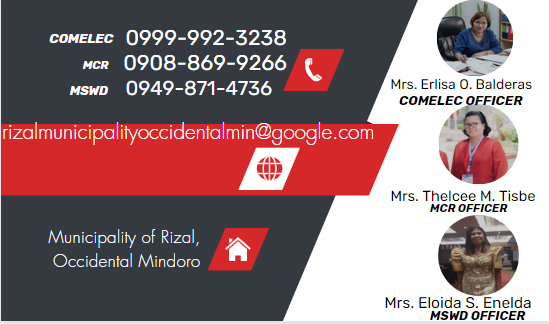 COMELEC 0999-992-3238
MCR 0908-869-9266
MSWD 0949-871-4736
rizalmunicipalityoccidentalmin@google.com
Municipality of Rizal,
Occidental Mindoro
Mrs. Erlisa O. Balderas
COMELEC OFFICER
Mrs. Thelcee M. Tisbe
MCR OFFICER
Mrs. Eloida S. Enelda
MSWD OFFICER